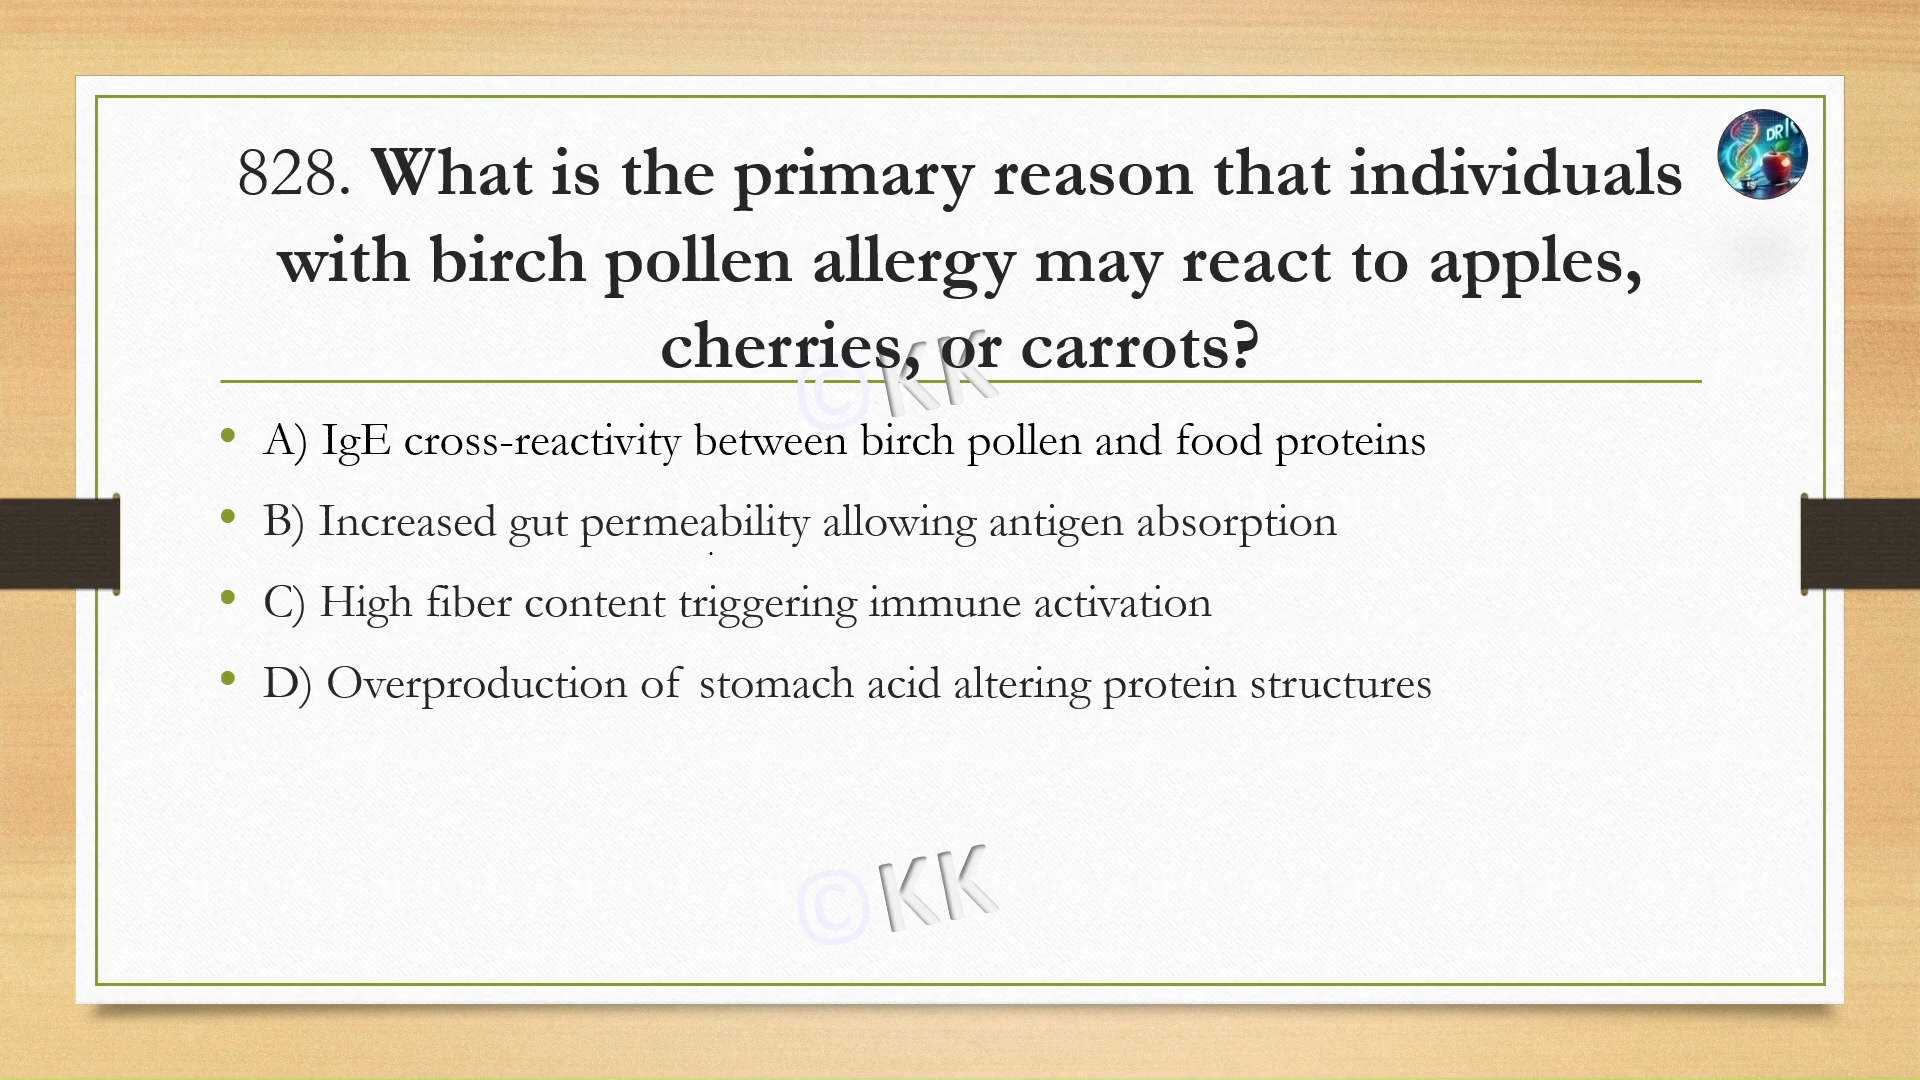 828. What is the primary reason that individuals
with birch pollen allergy may react to apples,
cherries, or carrots?
• A) IgE cross-reactivity between birch pollen and food proteins
• B) Increased gut permeability allowing antigen absorption
• C) High fiber content triggering immune activation
• D) Overproduction of stomach acid altering protein structures
©KK
©KK